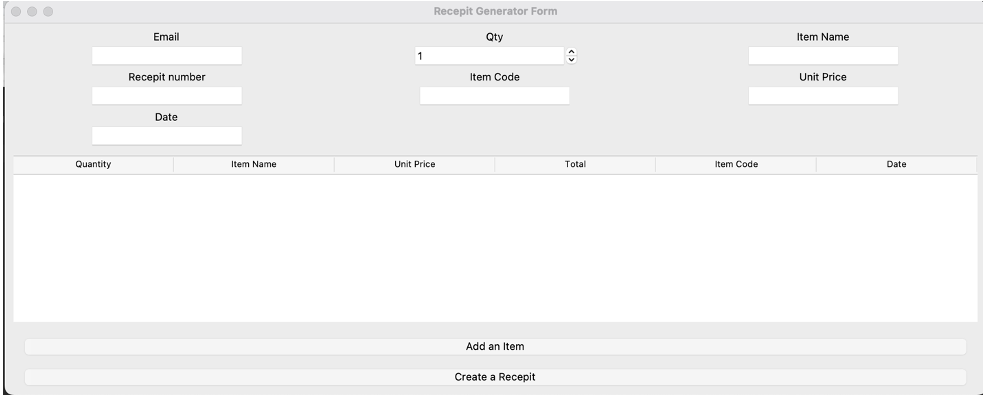 Recepit Generator Form
Email Qty Item Name
1
Recepit number Item Code Unit Price
Date
Quantity Item Name Unit Price Total Item Code Date
Add an Item
Create a Recepit